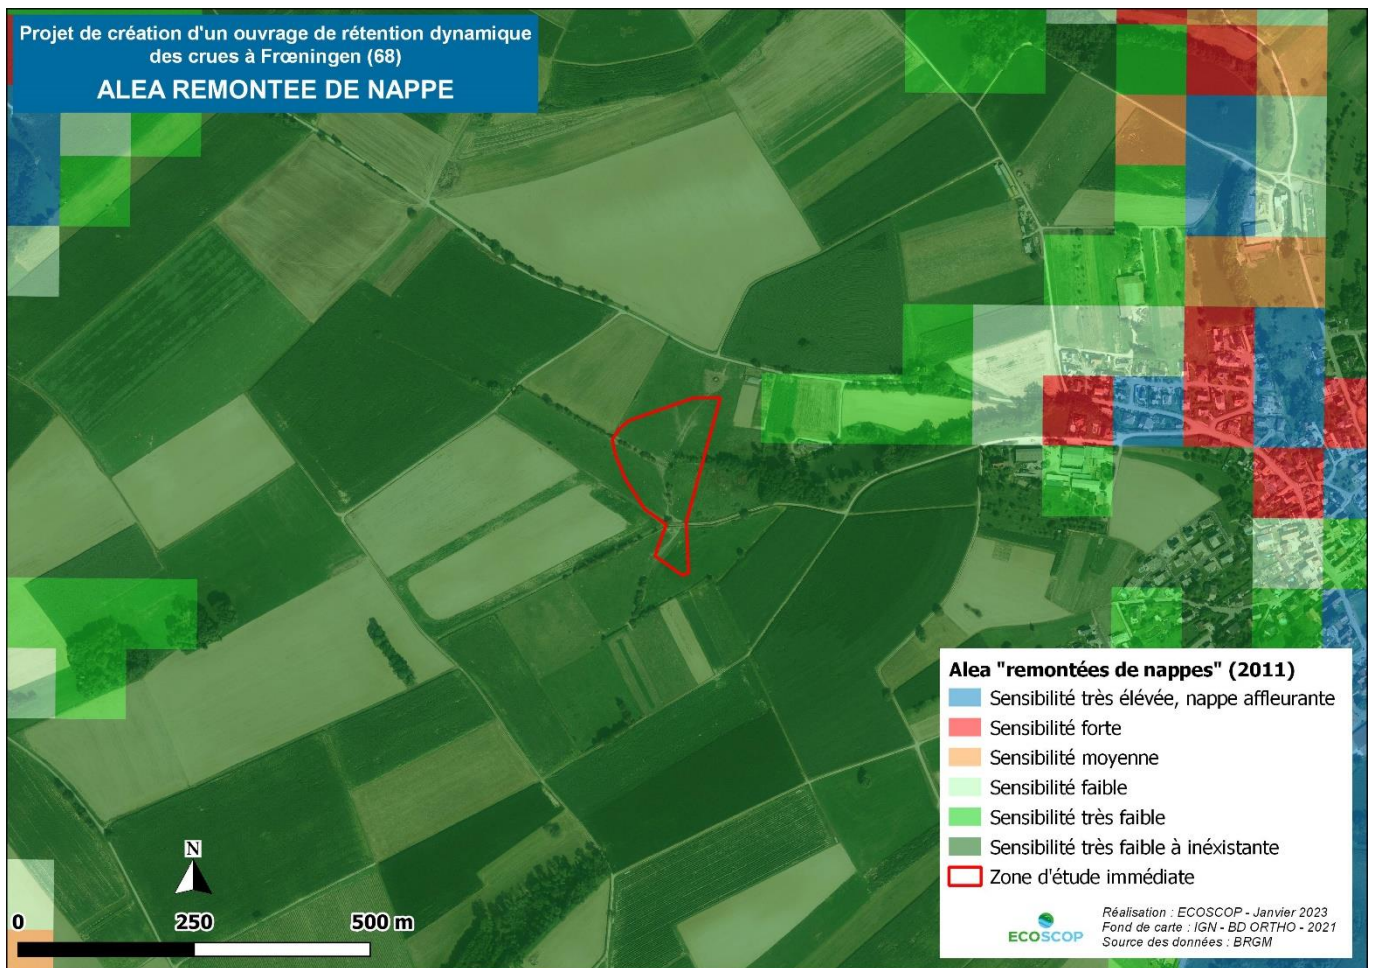 Projet de création d'un ouvrage de rétention dynamique
des crues à Frœningen (68)
ALEA REMONTEE DE NAPPE
Alea "remontées de nappes" (2011)
Sensibilité très élévée, nappe affleurante
Sensibilité forte
Sensibilité moyenne
Sensibilité faible
Sensibilité très faible
Sensibilité très faible à inéxistante
Zone d'étude immédiate
N
0 250 500 m
ECOSCOP
Réalisation : ECOSCOP - Janvier 2023
Fond de carte : IGN - BD ORTHO - 2021
Source des données : BRGM